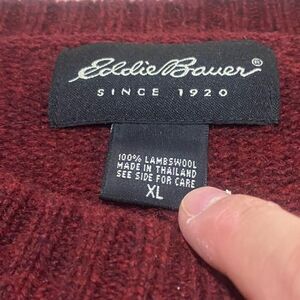 Eddie Bauer®
SINCE 1920
100% LAMBSWOOL
MADE IN THAILAND
SEE SIDE FOR CARE
XL